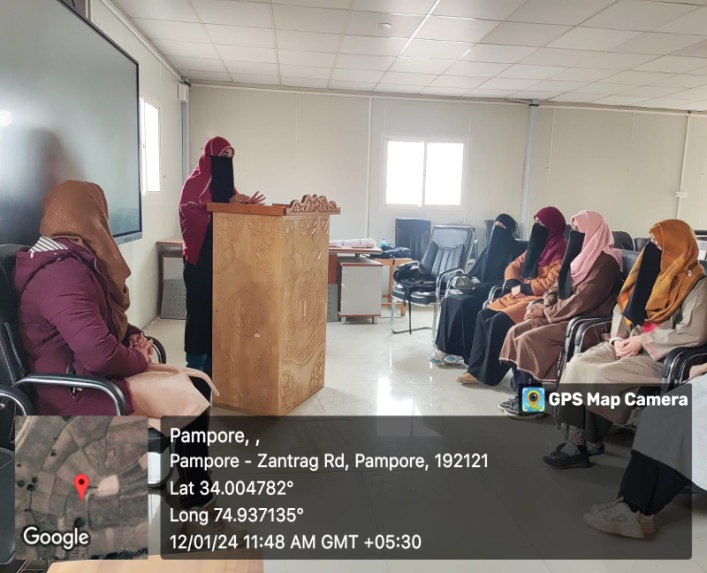 GPS Map Camera
Pampore, ,
Pampore - Zantrag Rd, Pampore, 192121
Lat 34.004782°
Long 74.937135°
12/01/24 11:48 AM GMT +05:30
Google